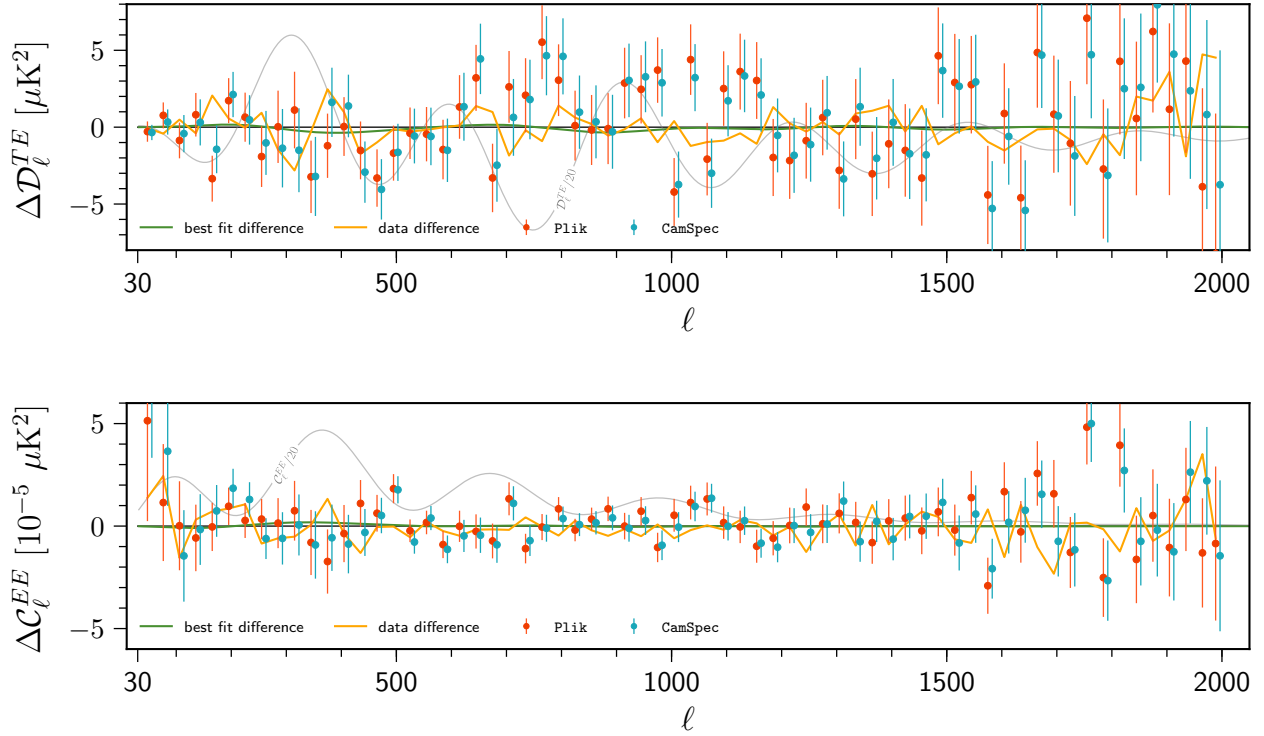 ΔD_ℓ^{TE} [μK²]
5
0
−5
D_ℓ^{TE}/20
best fit difference data difference Plik CamSpec
30 500 1000 1500 2000
ℓ
ΔC_ℓ^{EE} [10⁻⁵ μK²]
5
0
−5
C_ℓ^{EE}/20
best fit difference data difference Plik CamSpec
30 500 1000 1500 2000
ℓ